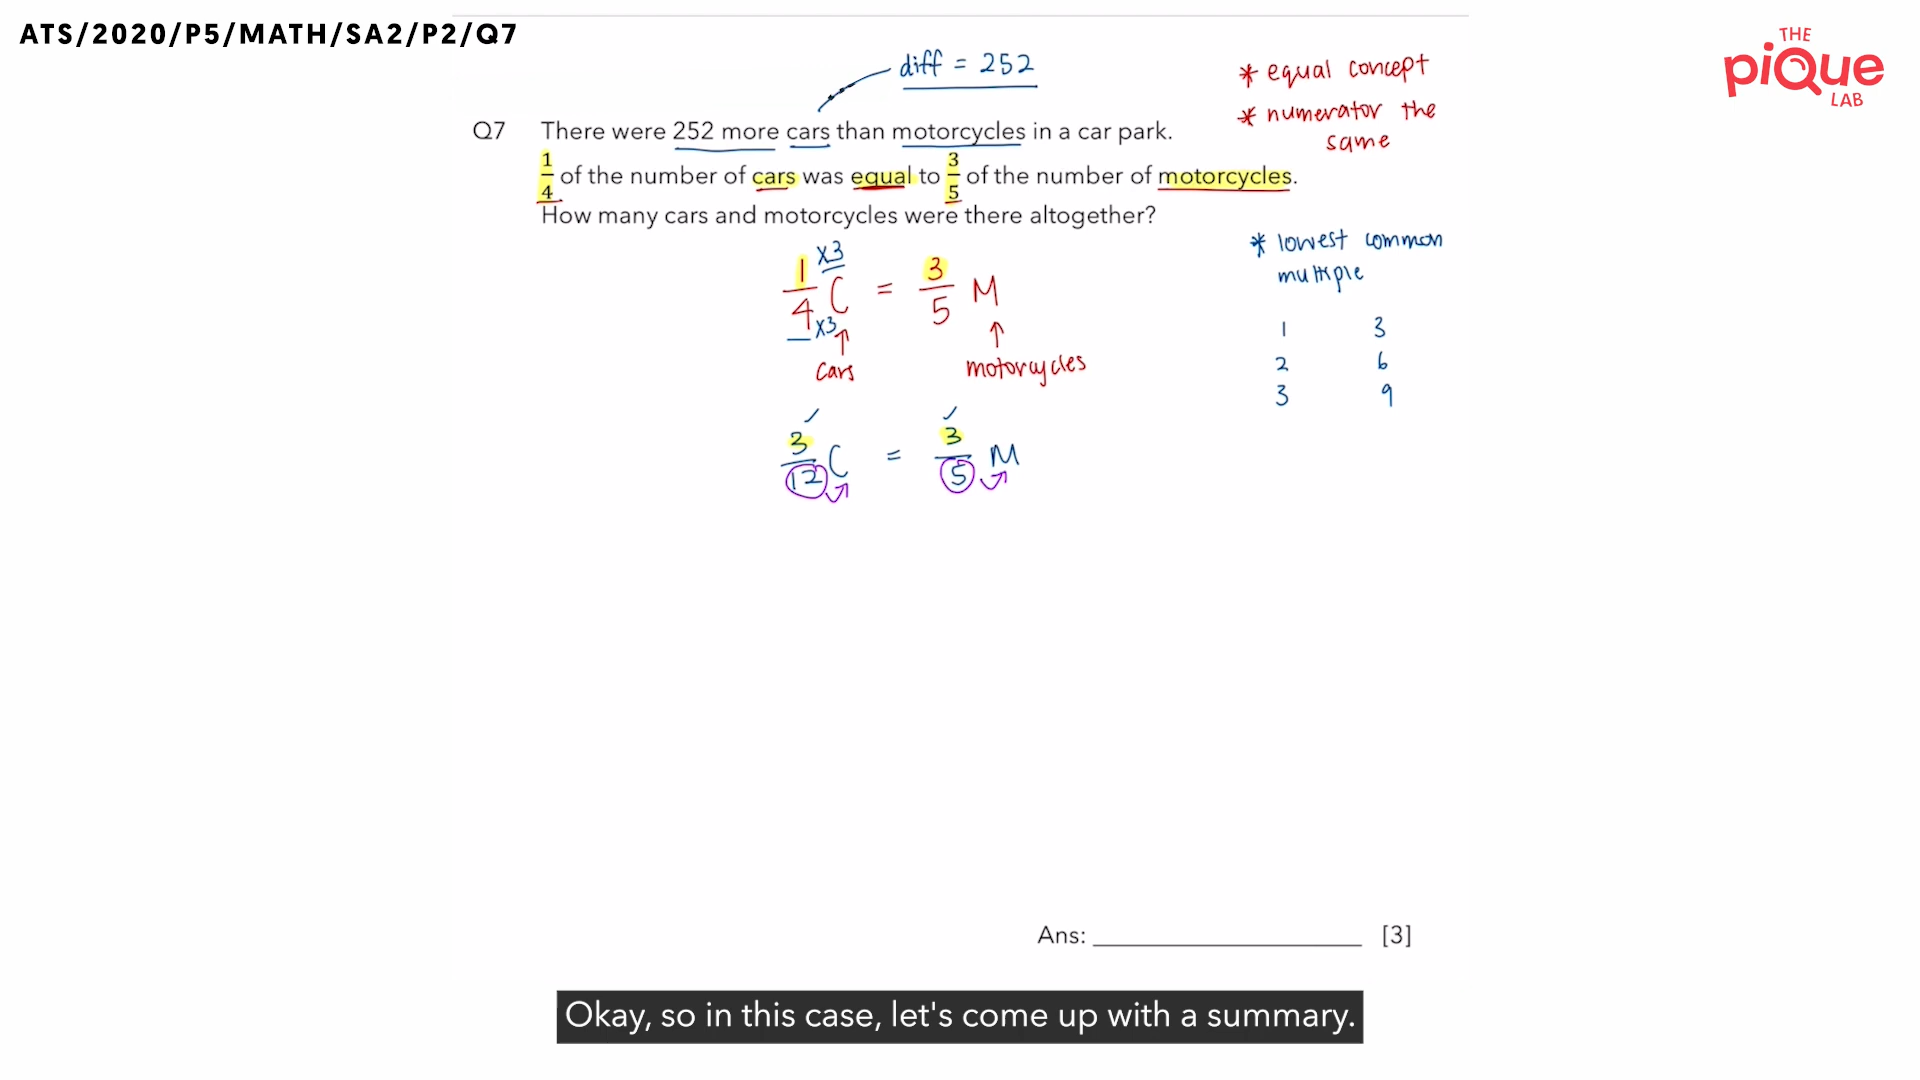 ATS/2020/P5/MATH/SA2/P2/Q7
THE
piQue
LAB
diff = 252
* equal concept
* numerator the
same
Q7 There were 252 more cars than motorcycles in a car park.
1/4 of the number of cars was equal to 3/5 of the number of motorcycles.
How many cars and motorcycles were there altogether?
* lowest common
multiple
x3
1/4 C = 3/5 M
x3
cars motorcycles
1 3
2 6
3 9
3/12 C = 3/5 M
Ans: ____________________ [3]
Okay, so in this case, let's come up with a summary.